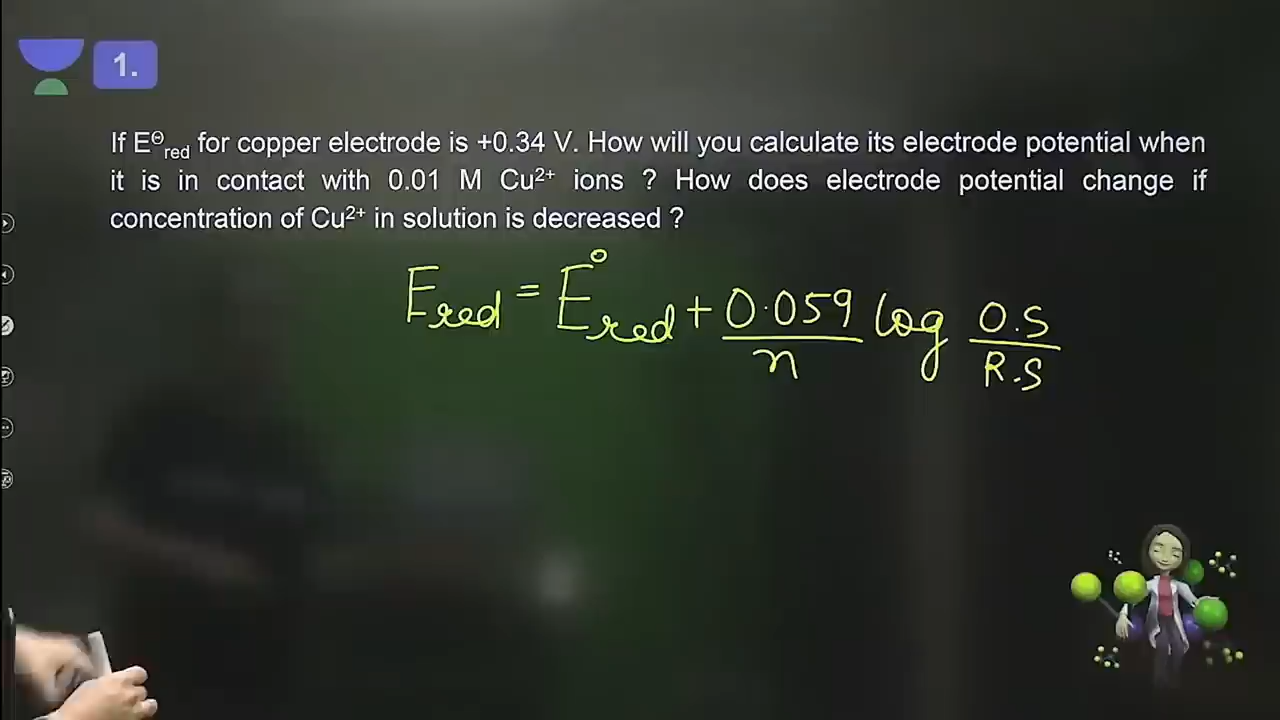 1.
If E⊖red for copper electrode is +0.34 V. How will you calculate its electrode potential when
it is in contact with 0.01 M Cu²⁺ ions ? How does electrode potential change if
concentration of Cu²⁺ in solution is decreased ?
Ered = E°red + 0.059/n log O.S/R.S